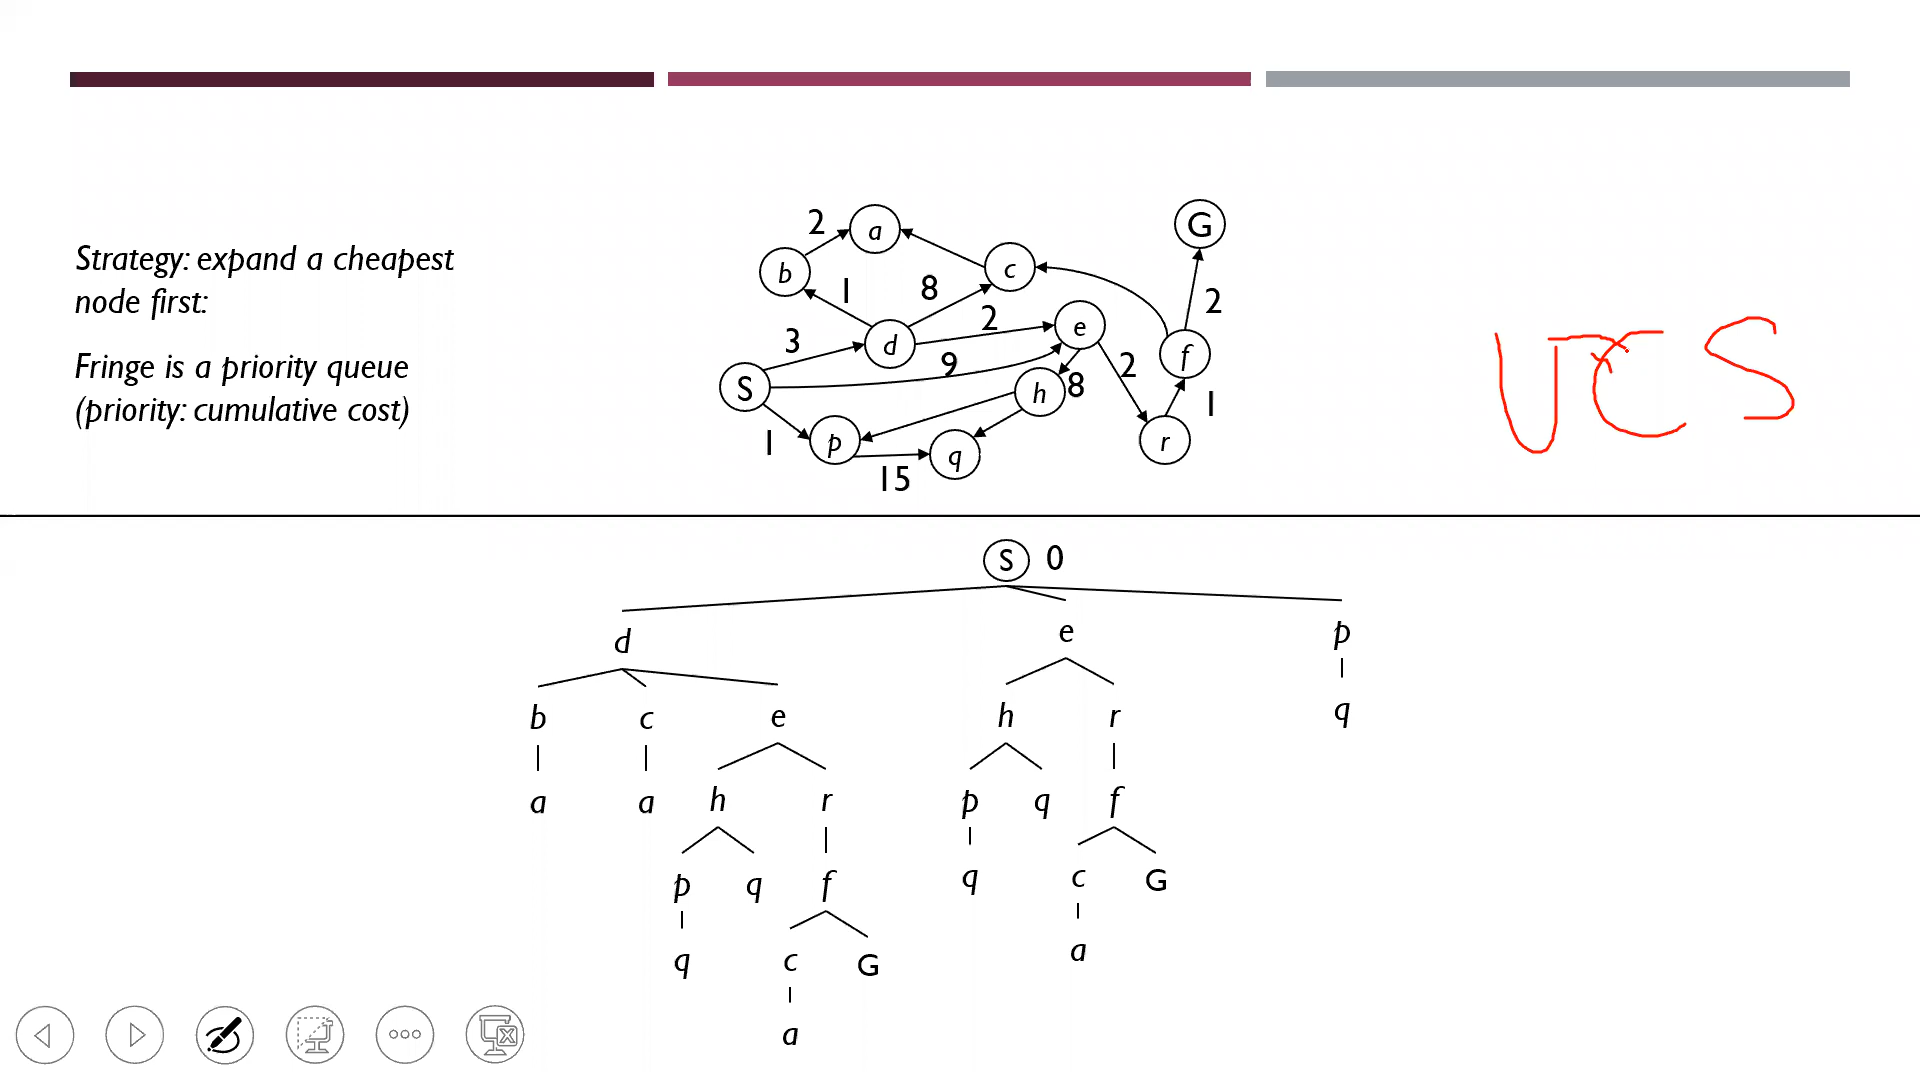 Strategy: expand a cheapest
node first:
Fringe is a priority queue
(priority: cumulative cost)
2 a G
b c
1 8 2
2 e
3 d f
9 2
S h 8 1
1 p q r
15
UCS
S 0
d e p
b c e h r q
a a h r p q f
p q f q c G
q c G a
a